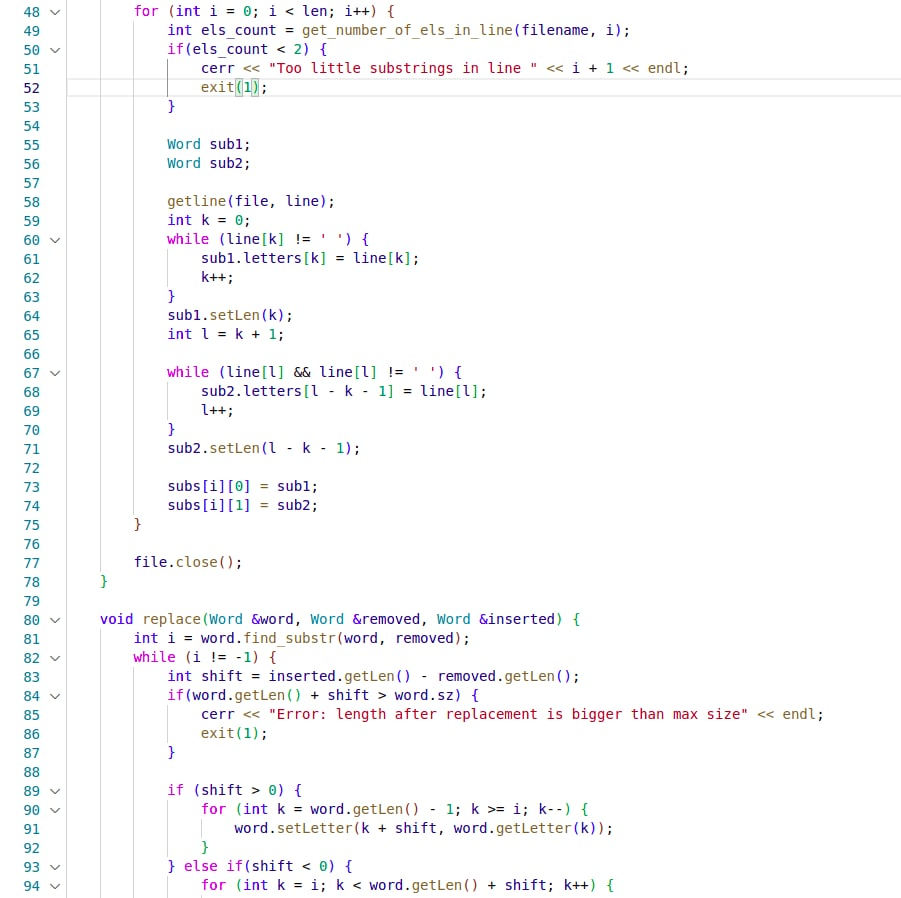 48 for (int i = 0; i < len; i++) {
49 int els_count = get_number_of_els_in_line(filename, i);
50 if(els_count < 2) {
51 cerr << "Too little substrings in line " << i + 1 << endl;
52 exit(1);
53 }
54
55 Word sub1;
56 Word sub2;
57
58 getline(file, line);
59 int k = 0;
60 while (line[k] != ' ') {
61 sub1.letters[k] = line[k];
62 k++;
63 }
64 sub1.setLen(k);
65 int l = k + 1;
66
67 while (line[l] && line[l] != ' ') {
68 sub2.letters[l - k - 1] = line[l];
69 l++;
70 }
71 sub2.setLen(l - k - 1);
72
73 subs[i][0] = sub1;
74 subs[i][1] = sub2;
75 }
76
77 file.close();
78 }
79
80 void replace(Word &word, Word &removed, Word &inserted) {
81 int i = word.find_substr(word, removed);
82 while (i != -1) {
83 int shift = inserted.getLen() - removed.getLen();
84 if(word.getLen() + shift > word.sz) {
85 cerr << "Error: length after replacement is bigger than max size" << endl;
86 exit(1);
87 }
88
89 if (shift > 0) {
90 for (int k = word.getLen() - 1; k >= i; k--) {
91 word.setLetter(k + shift, word.getLetter(k));
92 }
93 } else if(shift < 0) {
94 for (int k = i; k < word.getLen() + shift; k++) {